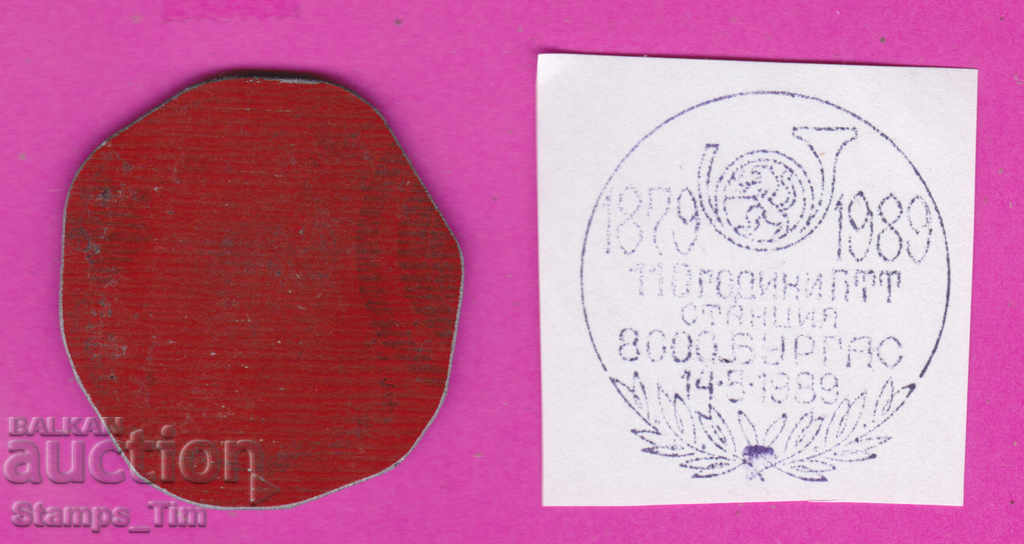 1879 1989
110 ГОДИНИ ПТТ
СТАНЦИЯ
8000 БУРГАС
14·5·1989
BALKAN
auction
Stamps_Tim